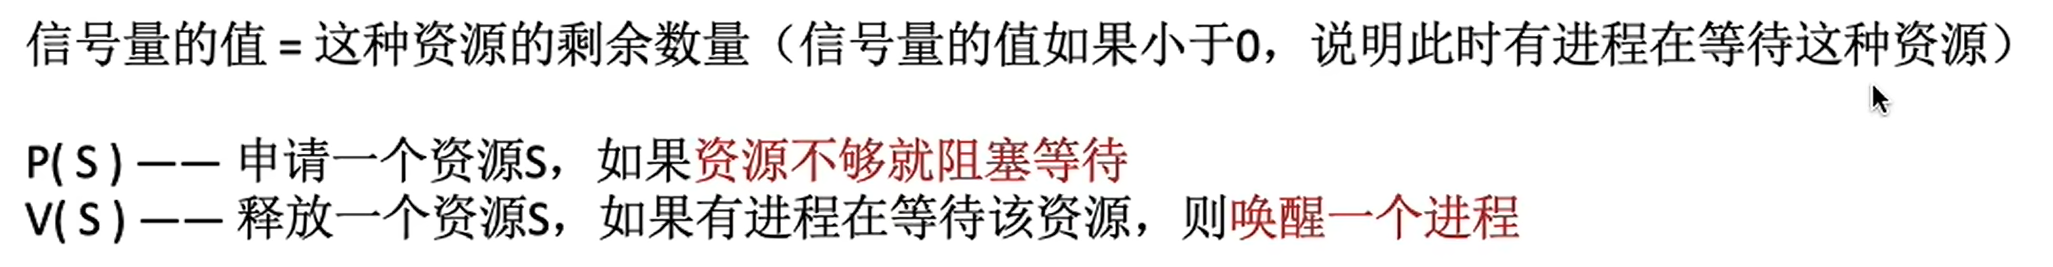 信号量的值 = 这种资源的剩余数量（信号量的值如果小于0，说明此时有进程在等待这种资源）
P( S ) —— 申请一个资源S，如果资源不够就阻塞等待
V( S ) —— 释放一个资源S，如果有进程在等待该资源，则唤醒一个进程